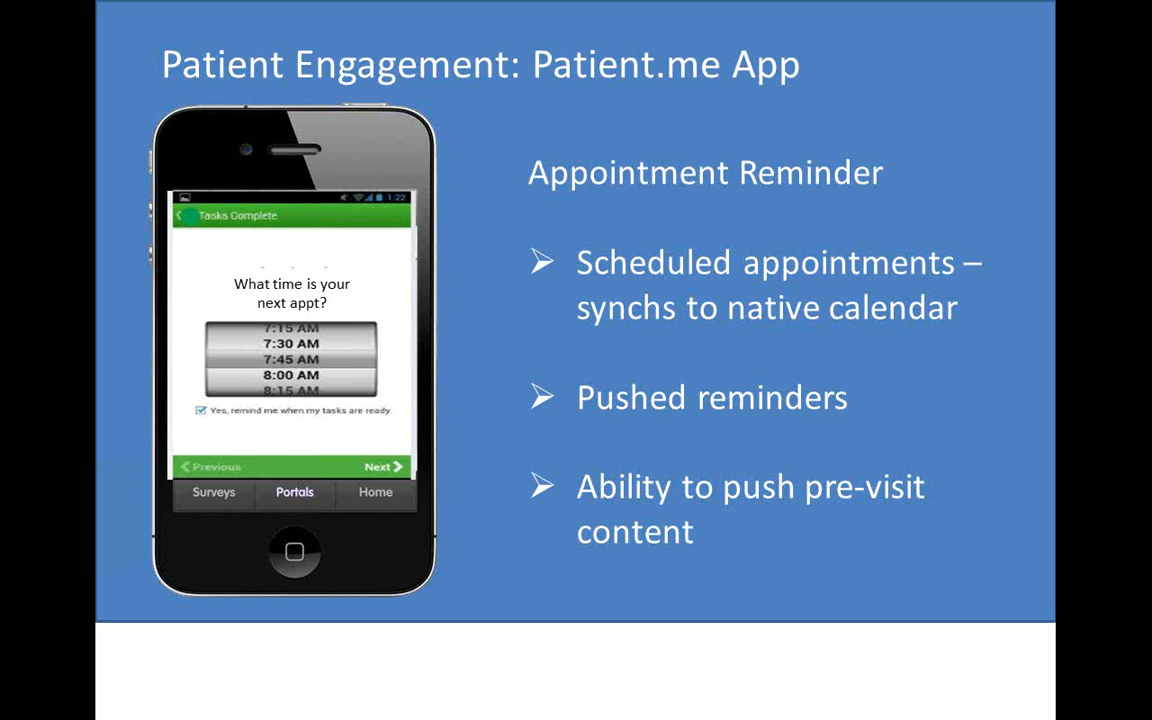 Patient Engagement: Patient.me App
1:22
Tasks Complete
What time is your
next appt?
7:15 AM
7:30 AM
7:45 AM
8:00 AM
8:15 AM
Yes, remind me when my tasks are ready.
Previous
Next
Surveys
Portals
Home
Appointment Reminder
Scheduled appointments –
synchs to native calendar
Pushed reminders
Ability to push pre-visit
content